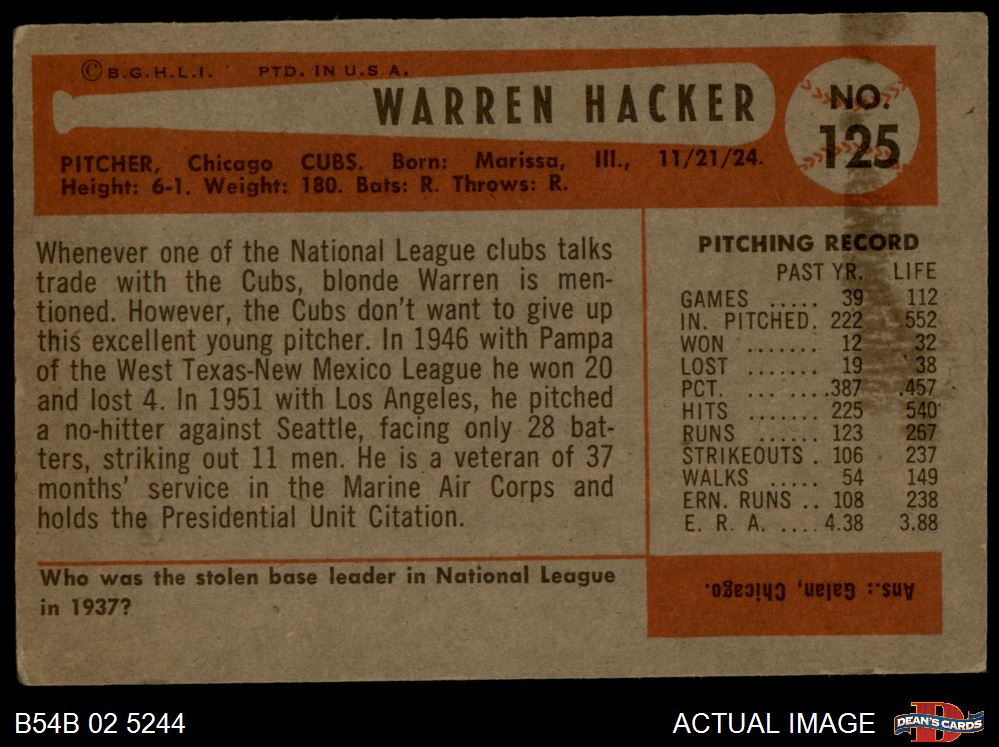 ©B.G.H.L.I. PTD. IN U.S.A.
WARREN HACKER
NO.
125
PITCHER, Chicago CUBS. Born: Marissa, Ill., 11/21/24.
Height: 6-1. Weight: 180. Bats: R. Throws: R.
Whenever one of the National League clubs talks
trade with the Cubs, blonde Warren is men-
tioned. However, the Cubs don't want to give up
this excellent young pitcher. In 1946 with Pampa
of the West Texas-New Mexico League he won 20
and lost 4. In 1951 with Los Angeles, he pitched
a no-hitter against Seattle, facing only 28 bat-
ters, striking out 11 men. He is a veteran of 37
months' service in the Marine Air Corps and
holds the Presidential Unit Citation.
PITCHING RECORD
PAST YR. LIFE
GAMES ..... 39 112
IN. PITCHED. 222 552
WON ....... 12 32
LOST ....... 19 38
PCT. ... ....387 .457
HITS ....... 225 540
RUNS ...... 123 267
STRIKEOUTS . 106 237
WALKS ..... 54 149
ERN. RUNS .. 108 238
E. R. A. ....4.38 3.88
Who was the stolen base leader in National League
in 1937?
Ans.: Galan, Chicago.
B54B 02 5244
ACTUAL IMAGE
DEAN'S CARDS